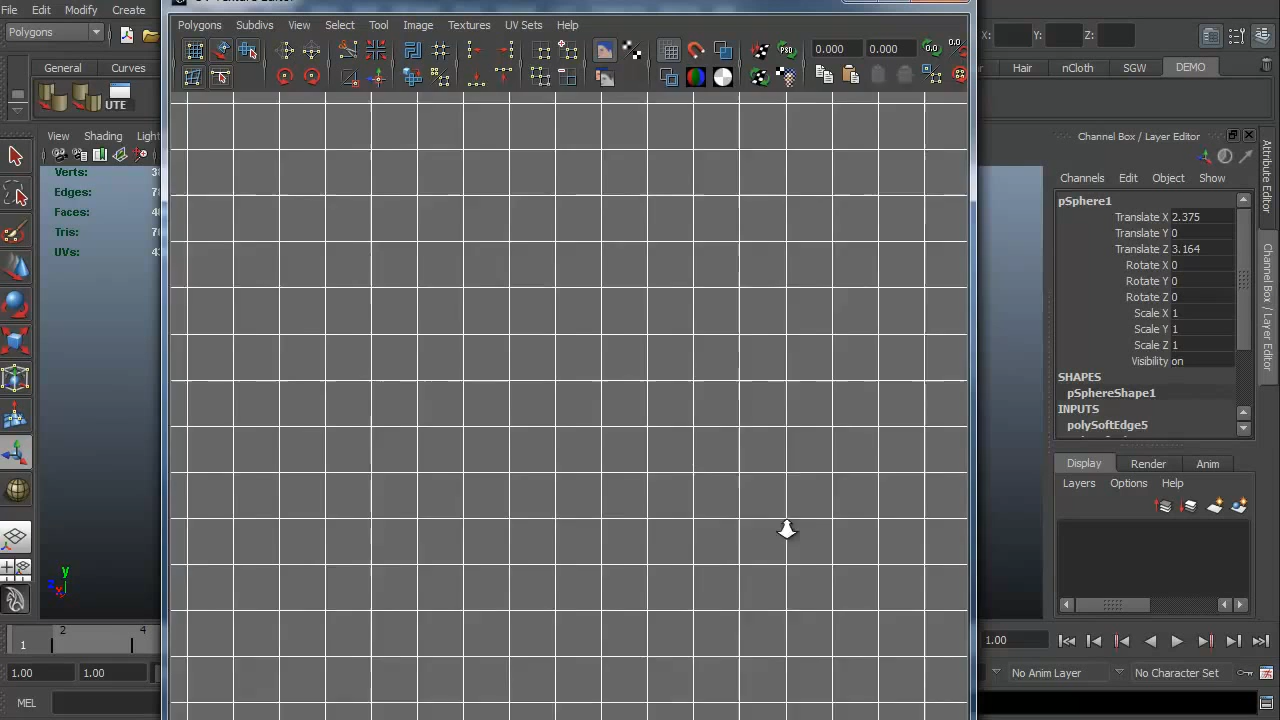 File Edit Modify Create
Polygons Subdivs View Select Tool Image Textures UV Sets Help
Polygons
X: Y: Z:
0.000 0.000 0.0 0.0
PSD
General Curves
Hair nCloth SGW DEMO
UTE
View Shading
Channel Box / Layer Editor
Verts:
Edges:
Faces:
Tris:
UVs:
Channels Edit Object Show
pSphere1
Translate X 2.375
Translate Y 0
Translate Z 3.164
Rotate X 0
Rotate Y 0
Rotate Z 0
Scale X 1
Scale Y 1
Scale Z 1
Visibility on
SHAPES
pSphereShape1
INPUTS
polySoftEdge5
Attribute Editor
Channel Box / Layer Editor
Display Render Anim
Layers Options Help
y
z x
1 2 4
1.00
1.00 1.00
No Anim Layer No Character Set
MEL